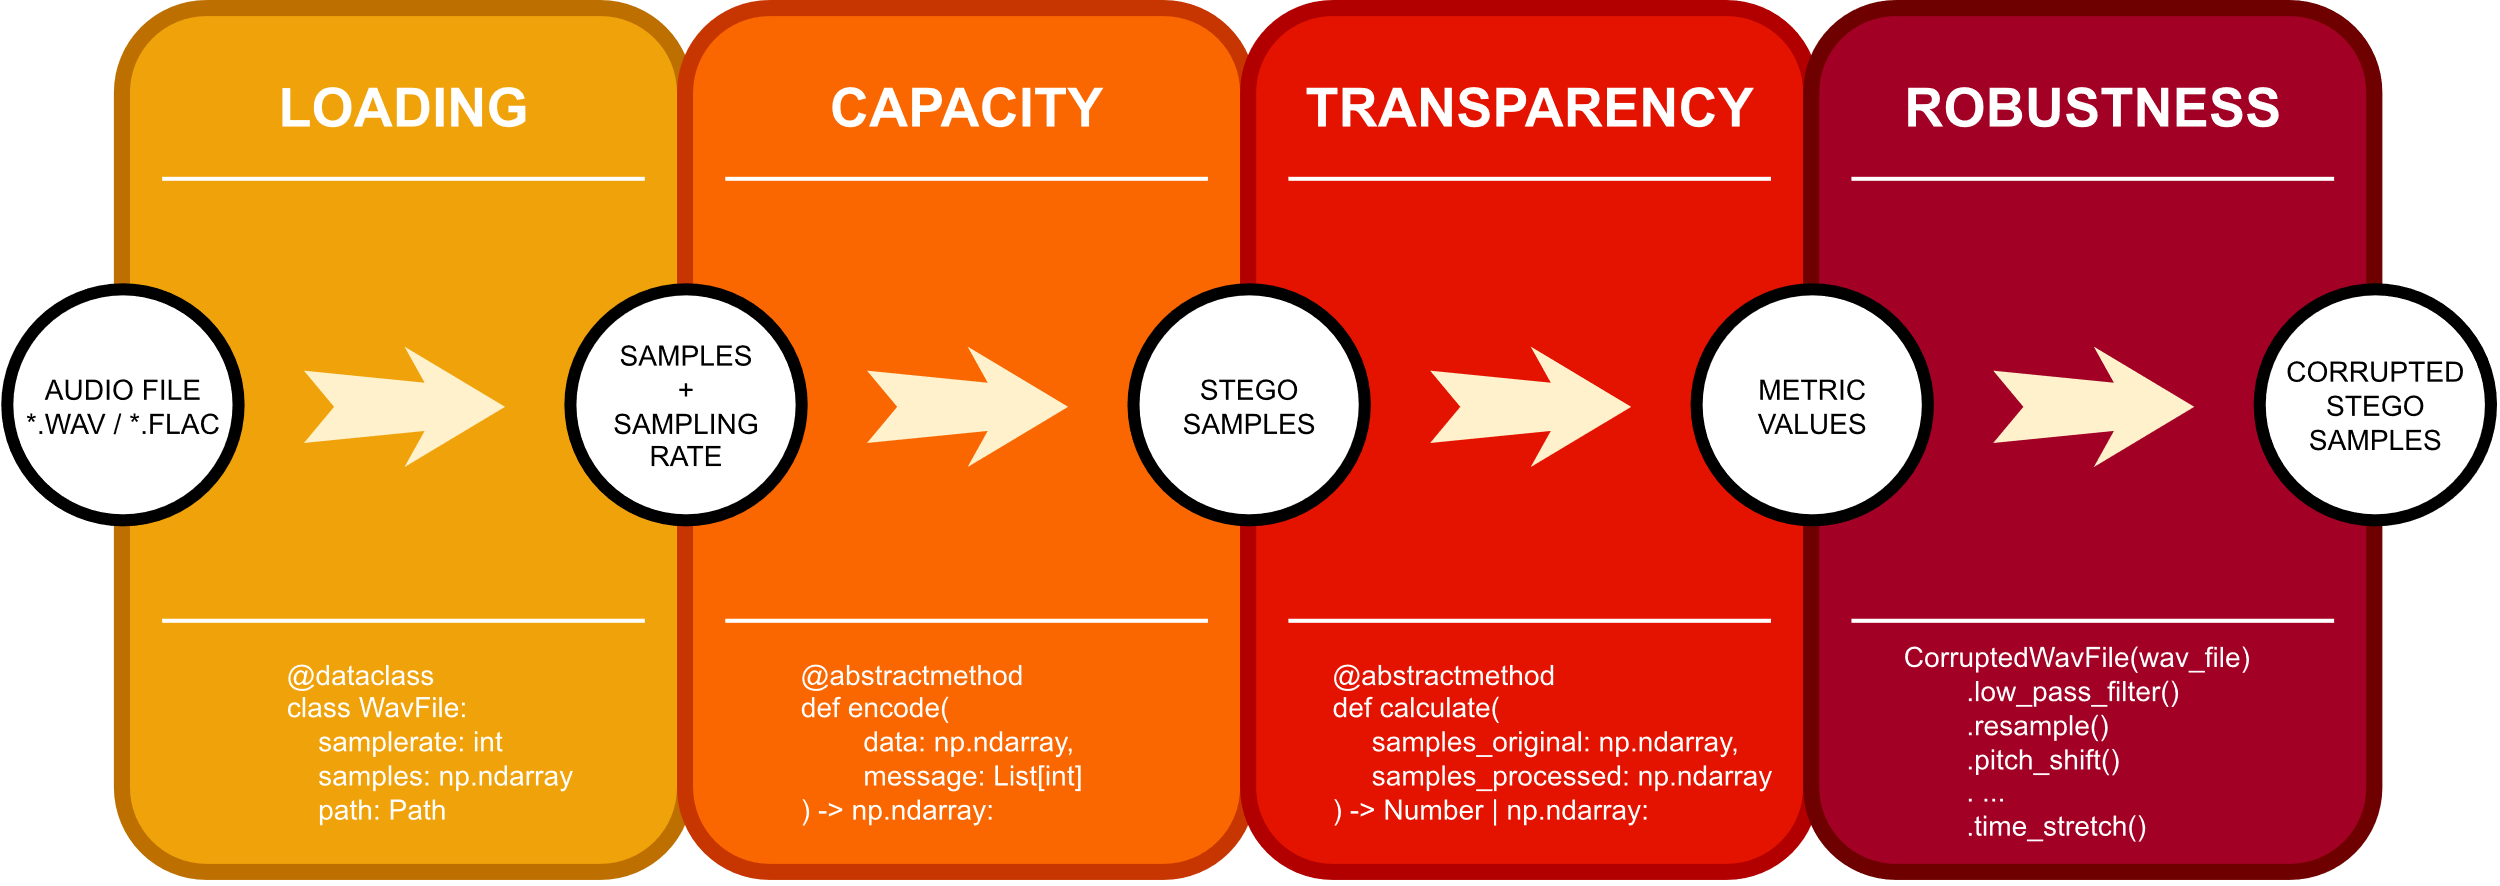 LOADING
CAPACITY
TRANSPARENCY
ROBUSTNESS
AUDIO FILE
*.WAV / *.FLAC
SAMPLES
+
SAMPLING
RATE
STEGO
SAMPLES
METRIC
VALUES
CORRUPTED
STEGO
SAMPLES
@dataclass
class WavFile:
samplerate: int
samples: np.ndarray
path: Path
@abstractmethod
def encode(
data: np.ndarray,
message: List[int]
) -> np.ndarray:
@abstractmethod
def calculate(
samples_original: np.ndarray,
samples_processed: np.ndarray
) -> Number | np.ndarray:
CorruptedWavFile(wav_file)
.low_pass_filter()
.resample()
.pitch_shift()
. ...
.time_stretch()